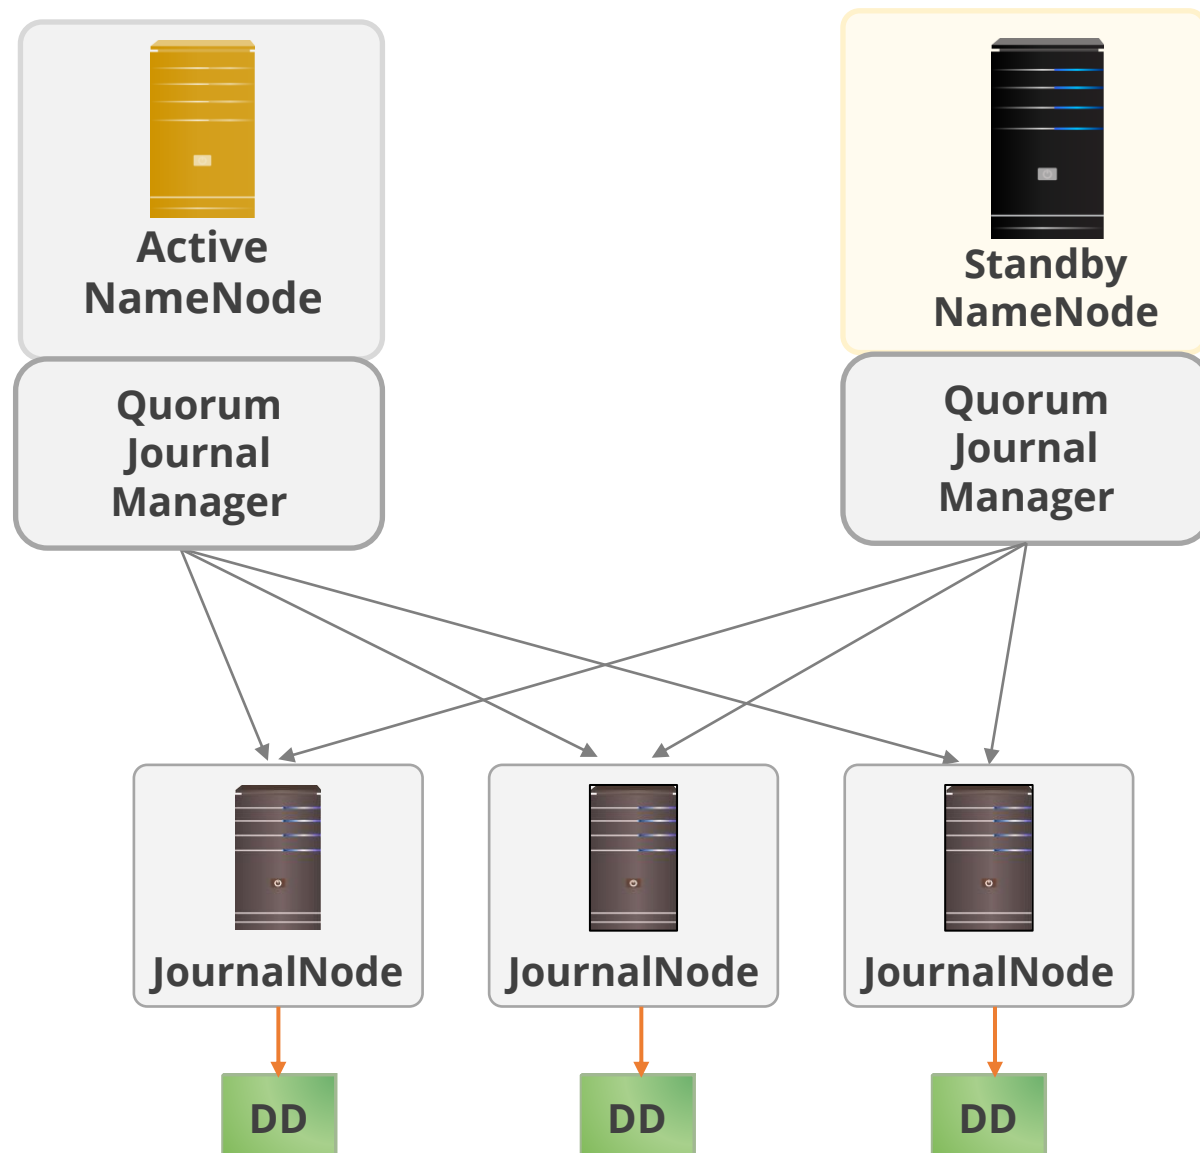 Active
NameNode
Quorum
Journal
Manager
Standby
NameNode
Quorum
Journal
Manager
JournalNode
JournalNode
JournalNode
DD
DD
DD